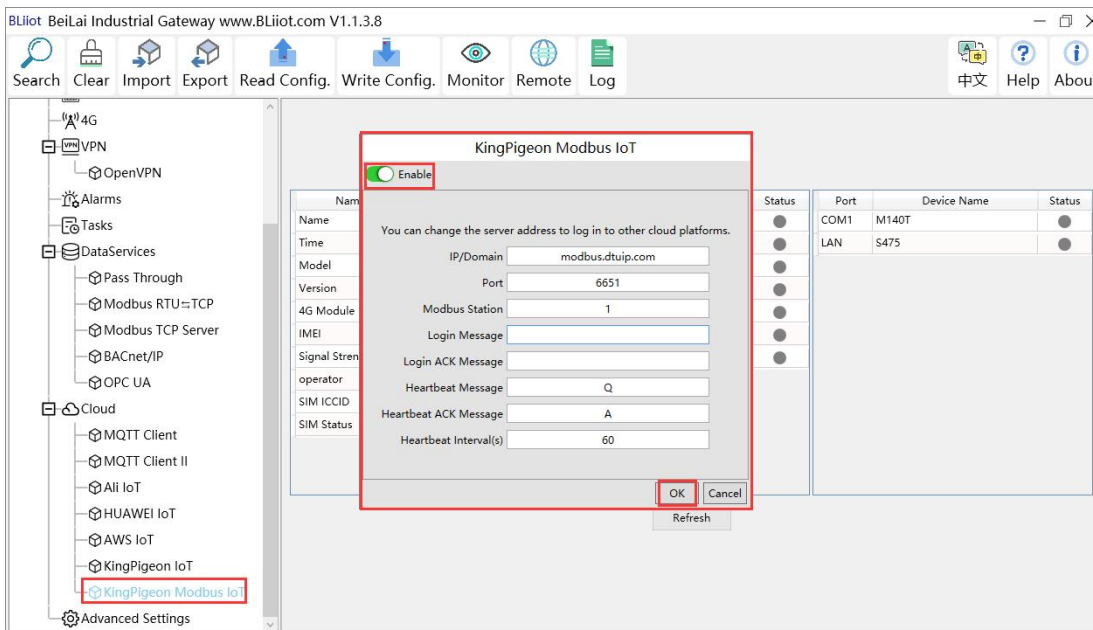 BLiiot BeiLai Industrial Gateway www.BLiiot.com V1.1.3.8
Search Clear Import Export Read Config. Write Config. Monitor Remote Log 中文 Help Abou
4G
VPN VPN
OpenVPN
Alarms
Tasks
DataServices
Pass Through
Modbus RTU⇆TCP
Modbus TCP Server
BACnet/IP
OPC UA
Cloud
MQTT Client
MQTT Client II
Ali IoT
HUAWEI IoT
AWS IoT
KingPigeon IoT
KingPigeon Modbus IoT
Advanced Settings
Nam
Name
Time
Model
Version
4G Module
IMEI
Signal Stren
operator
SIM ICCID
SIM Status
KingPigeon Modbus IoT
Enable
You can change the server address to log in to other cloud platforms.
IP/Domain modbus.dtuip.com
Port 6651
Modbus Station 1
Login Message
Login ACK Message
Heartbeat Message Q
Heartbeat ACK Message A
Heartbeat Interval(s) 60
OK Cancel
Refresh
Status
Port Device Name Status
COM1 M140T
LAN S475